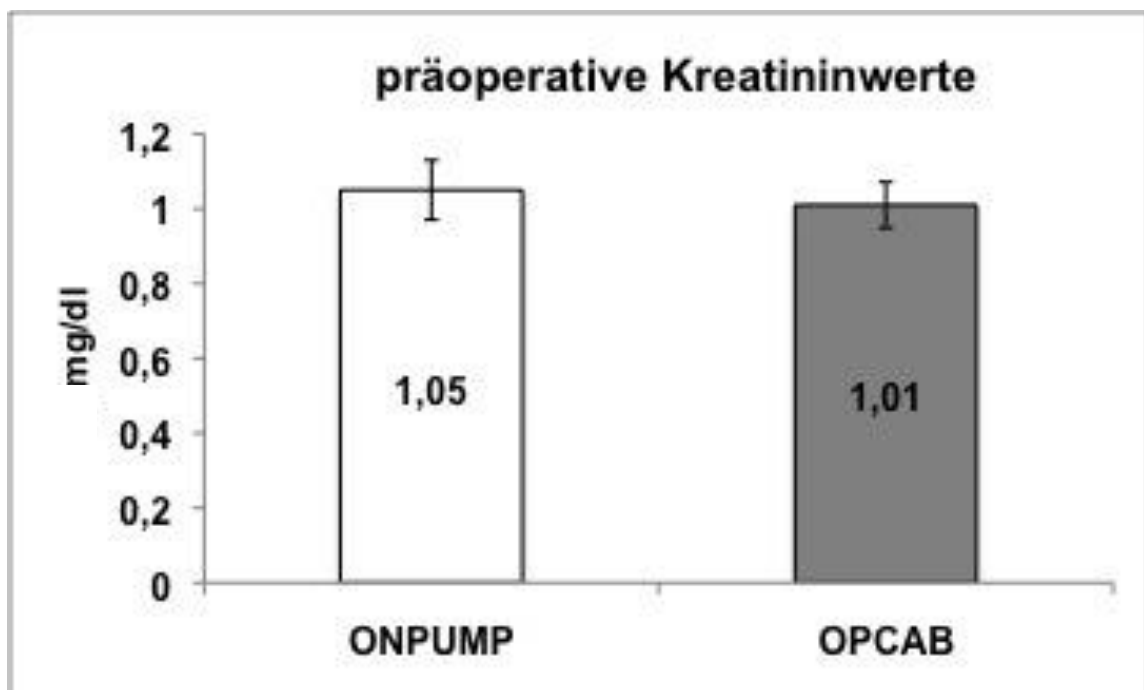 präoperative Kreatininwerte
mg/dl
1,2
1
0,8
0,6
0,4
0,2
0
1,05
1,01
ONPUMP
OPCAB